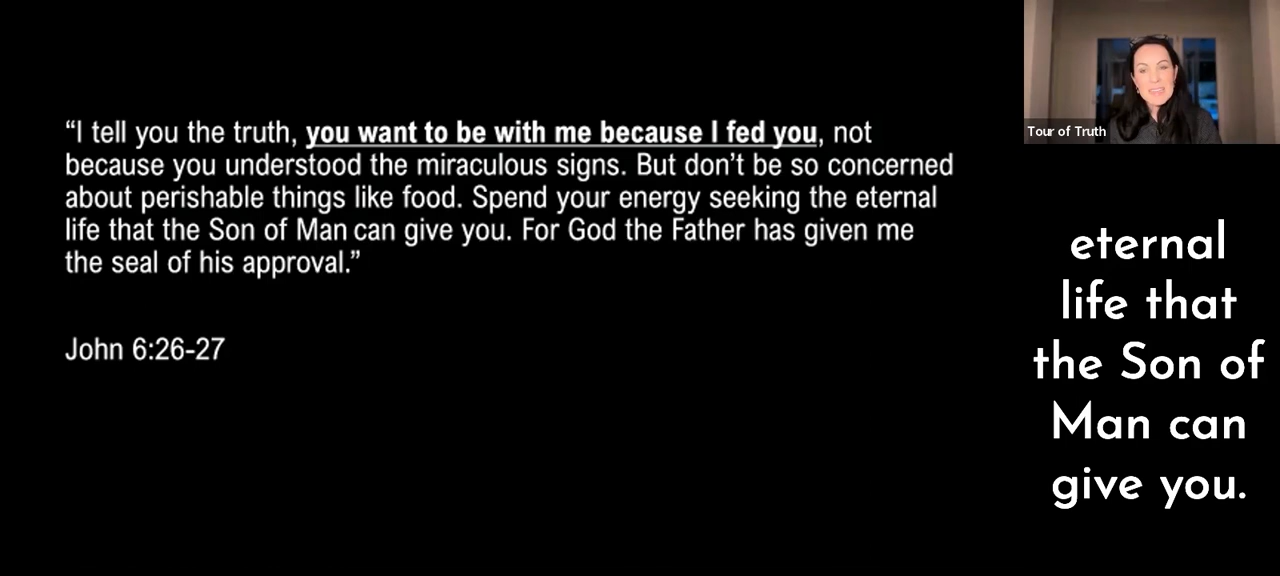 “I tell you the truth, you want to be with me because I fed you, not
because you understood the miraculous signs. But don’t be so concerned
about perishable things like food. Spend your energy seeking the eternal
life that the Son of Man can give you. For God the Father has given me
the seal of his approval.”
John 6:26-27
Tour of Truth
eternal
life that
the Son of
Man can
give you.